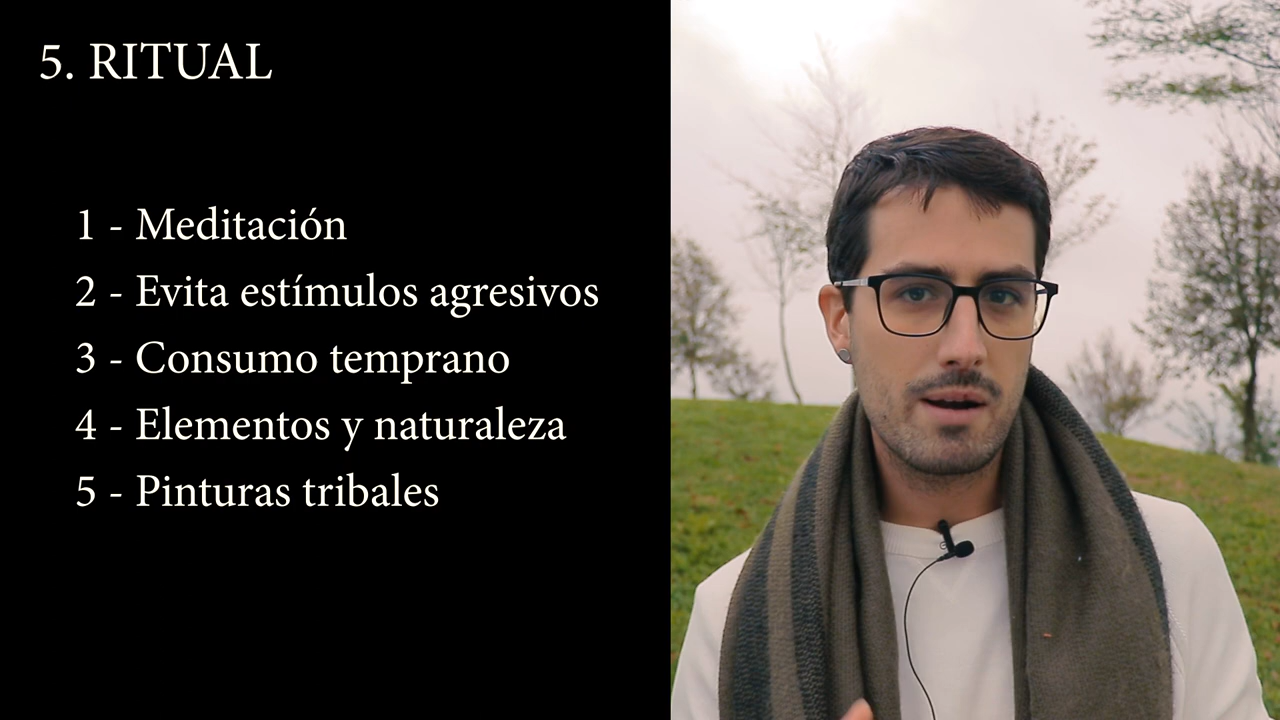 5. RITUAL
1 - Meditación
2 - Evita estímulos agresivos
3 - Consumo temprano
4 - Elementos y naturaleza
5 - Pinturas tribales